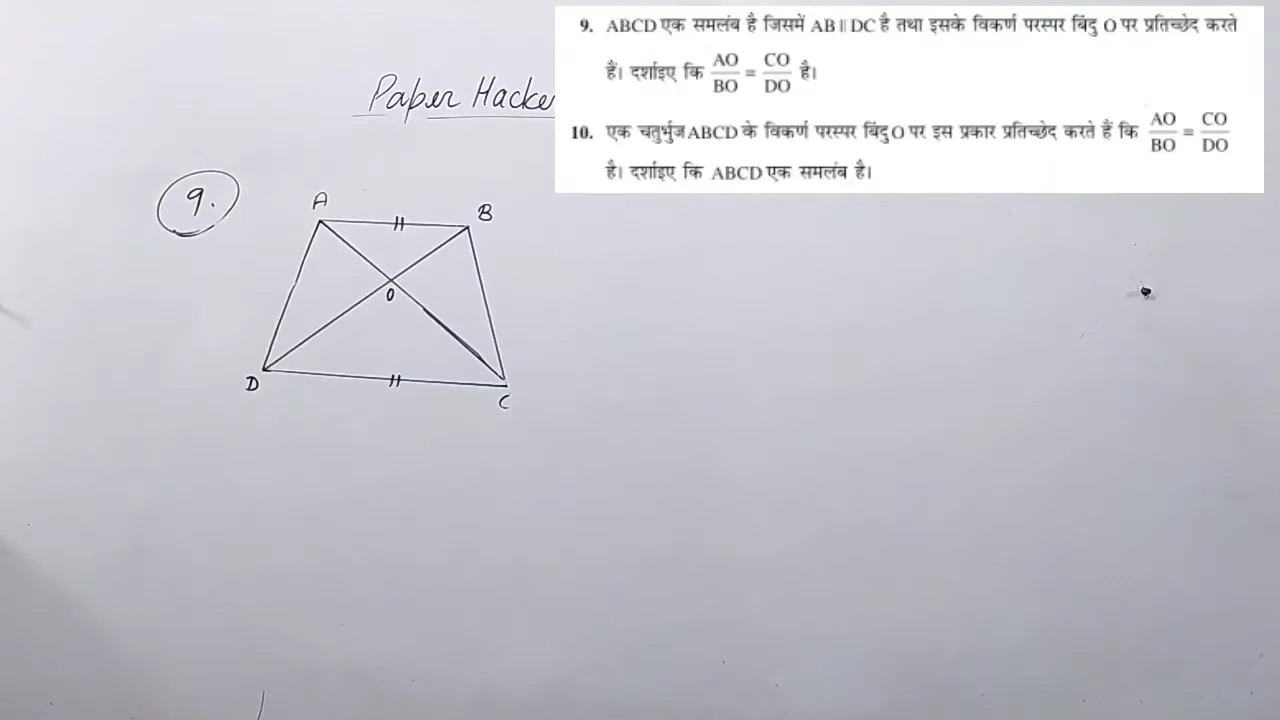 9. ABCD एक समलंब है जिसमें AB || DC है तथा इसके विकर्ण परस्पर बिंदु O पर प्रतिच्छेद करते
हैं। दर्शाइए कि AO/BO = CO/DO है।
10. एक चतुर्भुज ABCD के विकर्ण परस्पर बिंदु O पर इस प्रकार प्रतिच्छेद करते हैं कि AO/BO = CO/DO
है। दर्शाइए कि ABCD एक समलंब है।
Paper Hacke
9.
A
B
O
D
C